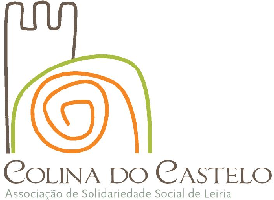 COLINA DO CASTELO
Associação de Solidariedade Social de Leiria